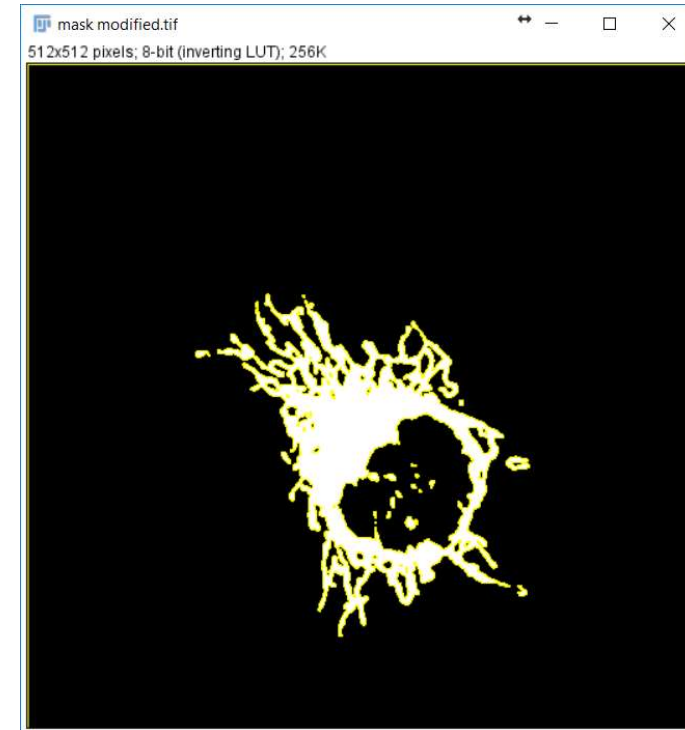 mask modified.tif
512x512 pixels; 8-bit (inverting LUT); 256K